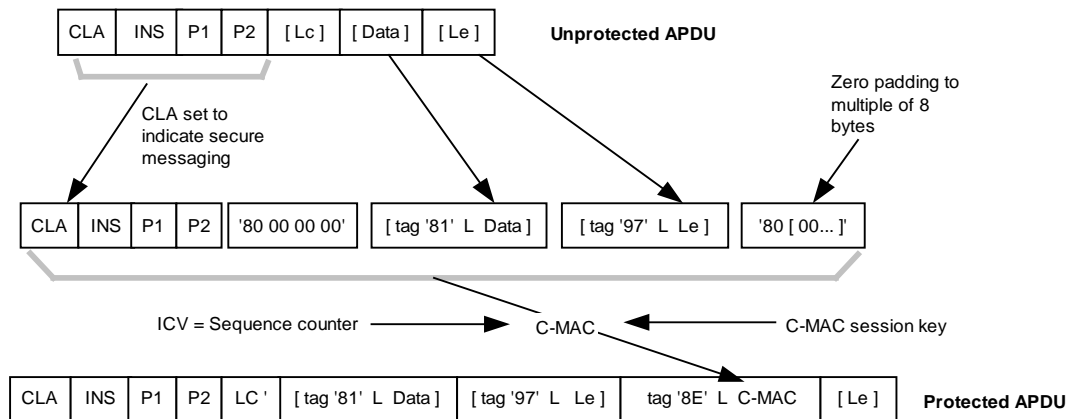 CLA INS P1 P2 [ Lc ] [ Data ] [ Le ] Unprotected APDU
CLA set to
indicate secure
messaging
Zero padding to
multiple of 8
bytes
CLA INS P1 P2 '80 00 00 00' [ tag '81' L Data ] [ tag '97' L Le ] '80 [ 00... ]'
ICV = Sequence counter C-MAC C-MAC session key
CLA INS P1 P2 LC ' [ tag '81' L Data ] [ tag '97' L Le ] tag '8E' L C-MAC [ Le ] Protected APDU